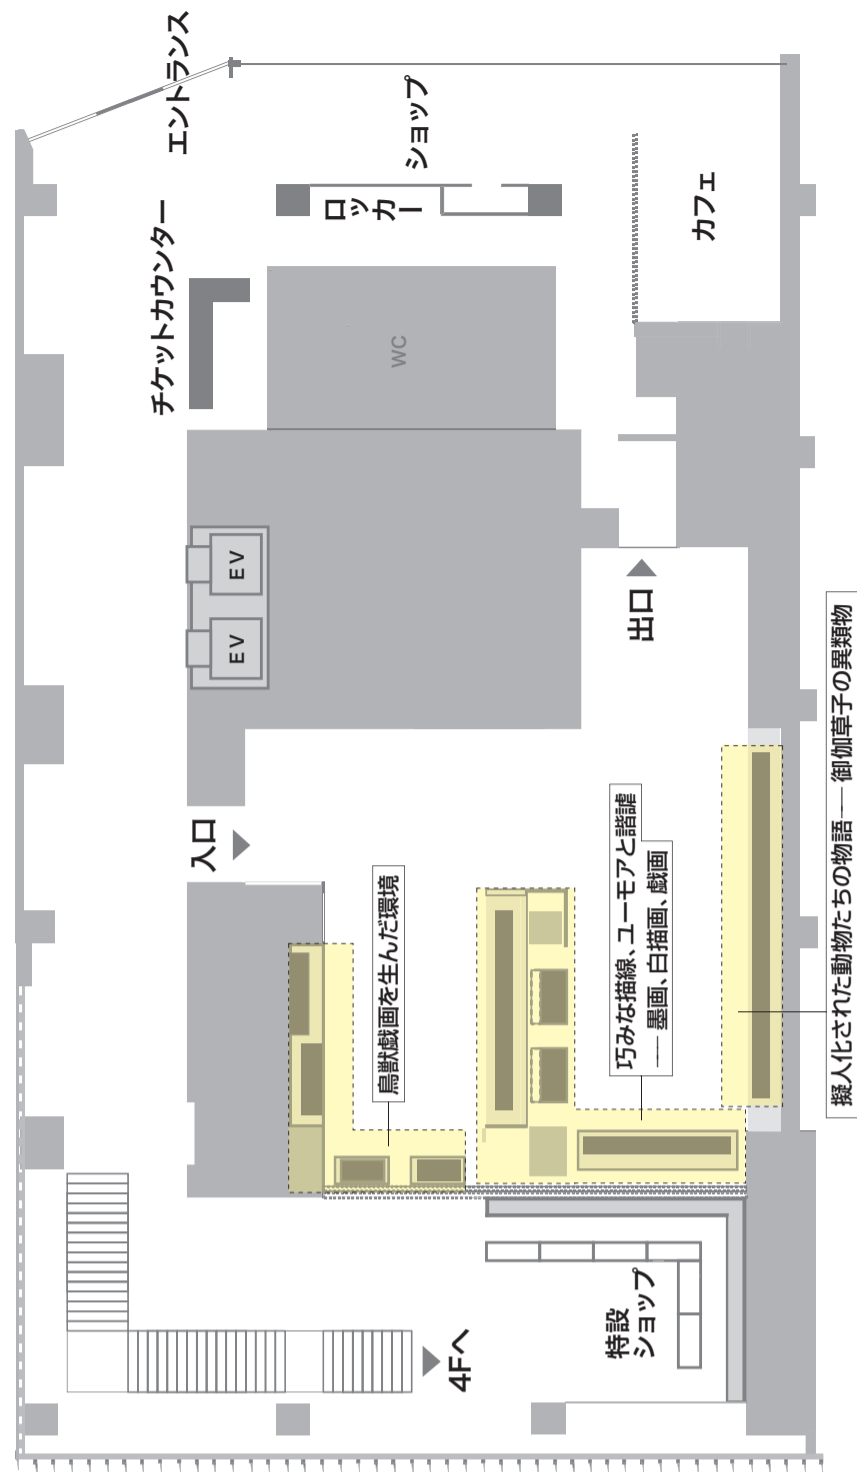 エントランス
ショップ
ロッカー
カフェ
チケットカウンター
WC
EV
EV
出口
入口
鳥獣戯画を生んだ環境
巧みな描線、ユーモアと諧謔
── 墨画、白描画、戯画
擬人化された動物たちの物語── 御伽草子の異類物
特設
ショップ
4Fへ